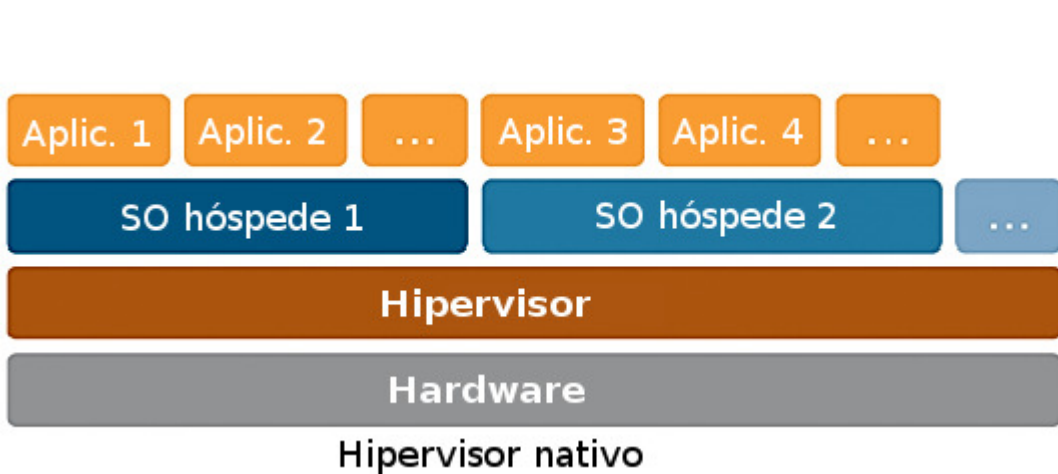 Aplic. 1 Aplic. 2 ... Aplic. 3 Aplic. 4 ...
SO hóspede 1 SO hóspede 2 ...
Hipervisor
Hardware
Hipervisor nativo